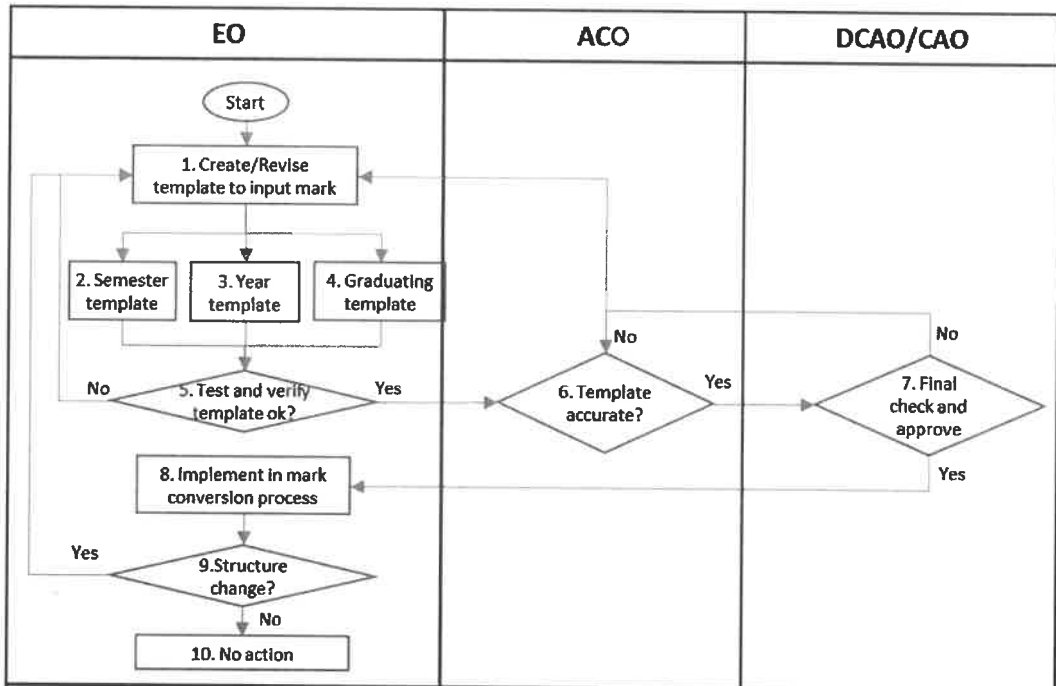 EO
ACO
DCAO/CAO
Start
1. Create/Revise
template to input mark
2. Semester
template
3. Year
template
4. Graduating
template
No
5. Test and verify
template ok?
Yes
No
6. Template
accurate?
Yes
No
7. Final
check and
approve
Yes
8. Implement in mark
conversion process
Yes
9.Structure
change?
No
10. No action